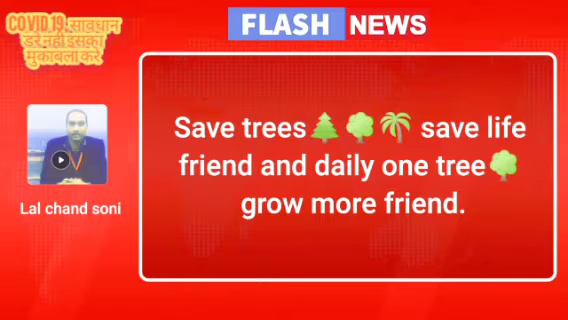 COVID 19: सावधान
डरे नहीं इसका
मुकाबला करे
FLASH NEWS
Save trees🌲🌳🌴 save life
friend and daily one tree🌳
grow more friend.
Lal chand soni